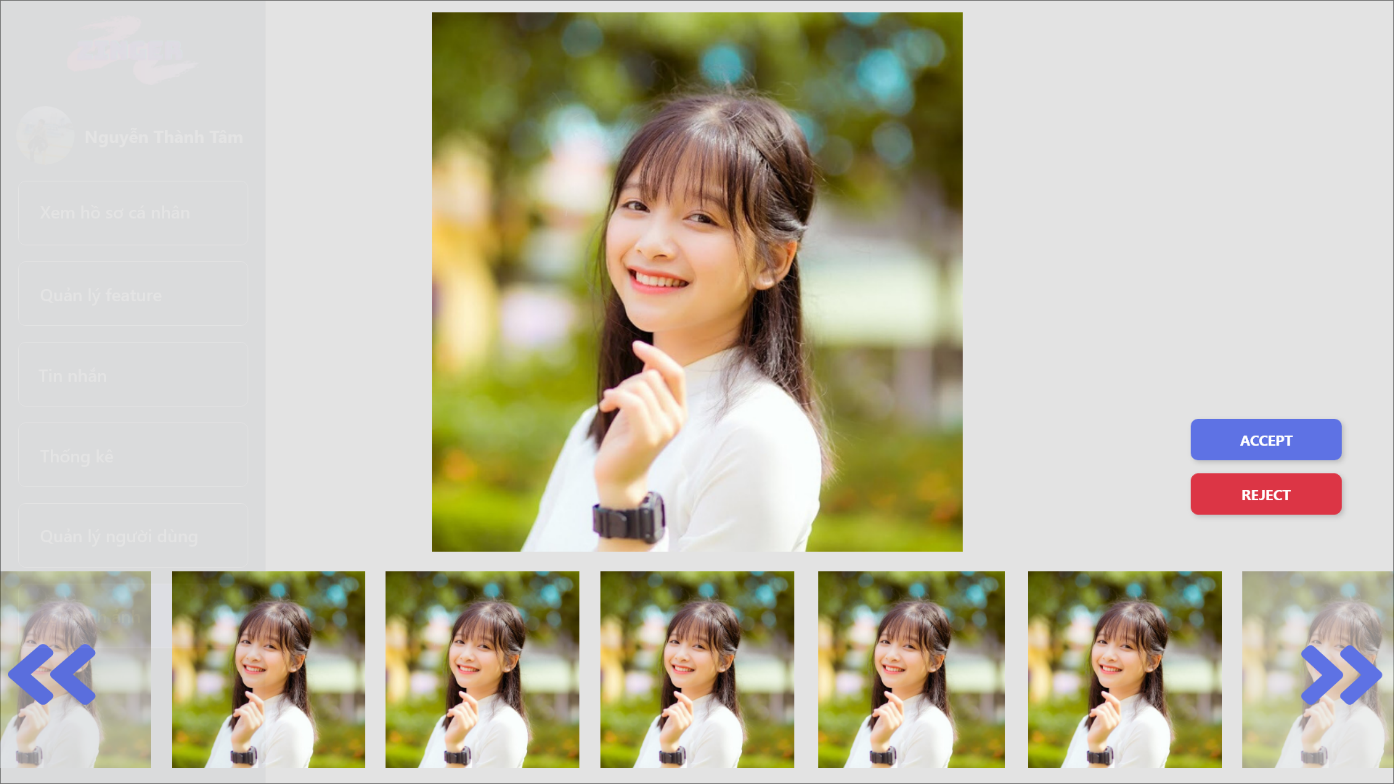 Nguyễn Thành Tâm
Xem hồ sơ cá nhân
Quản lý feature
Tin nhắn
Thống kê
Quản lý người dùng
ACCEPT
REJECT